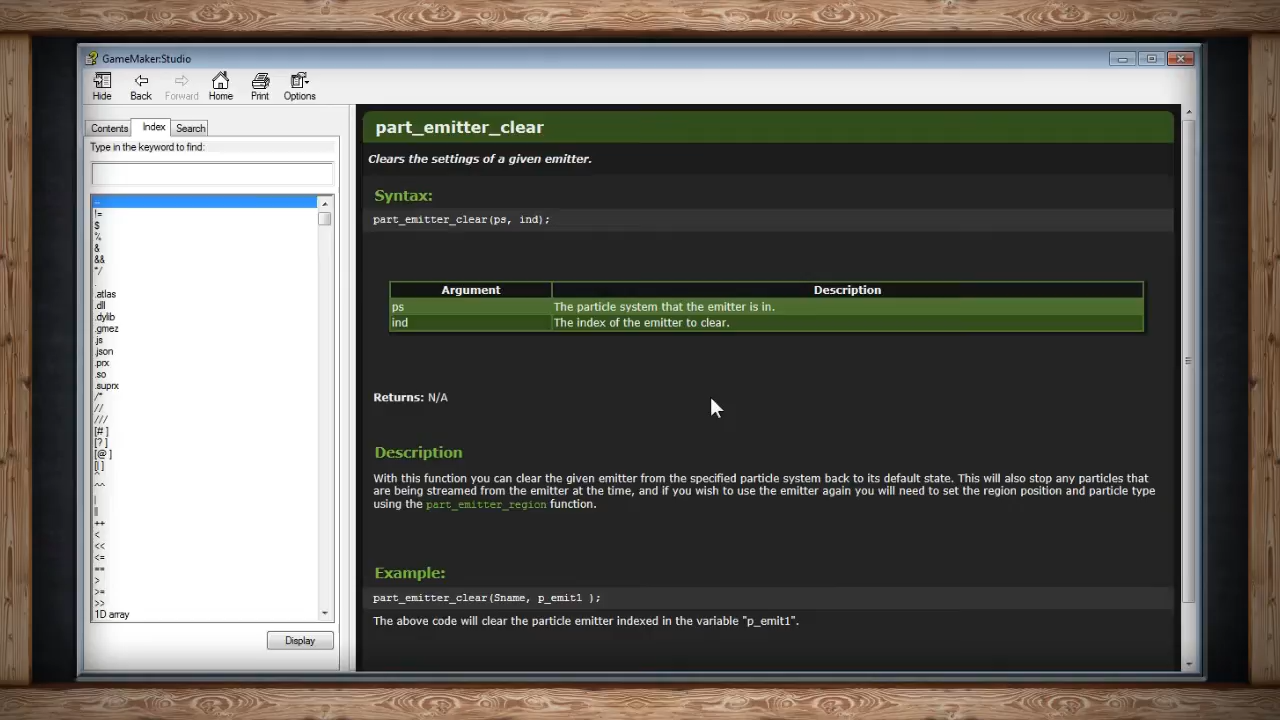 GameMaker:Studio
Hide Back Forward Home Print Options
Contents Index Search
Type in the keyword to find:
--
!=
$
%
&
&&
*/
.
.atlas
.dll
.dylib
.gmez
.js
.json
.prx
.so
.suprx
/*
//
///
[# ]
[? ]
[@ ]
[| ]
^
^^
|
||
++
<
<<
<=
==
>
>=
>>
1D array
Display
part_emitter_clear
Clears the settings of a given emitter.
Syntax:
part_emitter_clear(ps, ind);
Argument Description
ps The particle system that the emitter is in.
ind The index of the emitter to clear.
Returns: N/A
Description
With this function you can clear the given emitter from the specified particle system back to its default state. This will also stop any particles that
are being streamed from the emitter at the time, and if you wish to use the emitter again you will need to set the region position and particle type
using the part_emitter_region function.
Example:
part_emitter_clear(Sname, p_emit1 );
The above code will clear the particle emitter indexed in the variable "p_emit1".